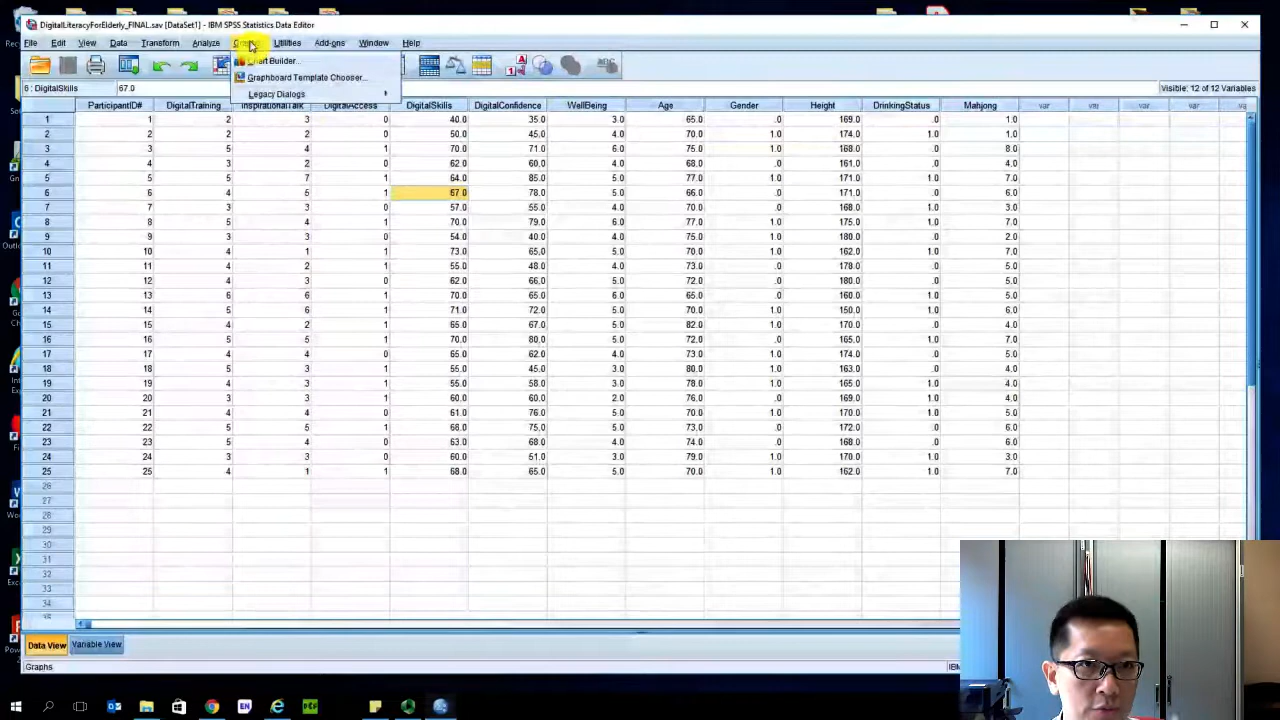 DigitalLiteracyForElderly_FINAL.sav [DataSet1] - IBM SPSS Statistics Data Editor
File Edit View Data Transform Analyze Utilities Add-ons Window Help
Chart Builder...
Graphboard Template Chooser...
Legacy Dialogs
6 : DigitalSkills 67.0 Visible: 12 of 12 Variables
ParticipantID# DigitalTraining InspirationalTalk DigitalAccess DigitalSkills DigitalConfidence WellBeing Age Gender Height DrinkingStatus Mahjong var var var
1 1 2 3 0 40.0 35.0 3.0 65.0 .0 169.0 .0 1.0
2 2 2 2 0 50.0 45.0 4.0 70.0 1.0 174.0 1.0 1.0
3 3 5 4 1 70.0 71.0 6.0 75.0 1.0 168.0 .0 8.0
4 4 3 2 0 62.0 60.0 4.0 68.0 .0 161.0 .0 4.0
5 5 5 7 1 64.0 85.0 5.0 77.0 1.0 171.0 1.0 7.0
6 6 4 5 1 67.0 78.0 5.0 66.0 .0 171.0 .0 6.0
7 7 3 3 0 57.0 55.0 4.0 70.0 .0 168.0 1.0 3.0
8 8 5 4 1 70.0 79.0 6.0 77.0 1.0 175.0 1.0 7.0
9 9 3 3 0 54.0 40.0 4.0 75.0 1.0 180.0 .0 2.0
10 10 4 1 1 73.0 65.0 5.0 70.0 1.0 162.0 1.0 7.0
11 11 4 2 1 55.0 48.0 4.0 73.0 .0 178.0 .0 5.0
12 12 4 3 0 62.0 66.0 5.0 72.0 .0 180.0 .0 5.0
13 13 6 6 1 70.0 65.0 6.0 65.0 .0 160.0 1.0 5.0
14 14 5 6 1 71.0 72.0 5.0 70.0 1.0 150.0 1.0 6.0
15 15 4 2 0 65.0 67.0 5.0 82.0 .0 170.0 1.0 4.0
16 16 5 5 1 70.0 80.0 5.0 72.0 .0 165.0 1.0 7.0
17 17 4 4 0 65.0 62.0 4.0 73.0 1.0 174.0 .0 5.0
18 18 5 3 1 55.0 45.0 3.0 80.0 .0 163.0 1.0 4.0
19 19 4 3 1 55.0 58.0 3.0 78.0 1.0 165.0 1.0 4.0
20 20 3 3 1 60.0 60.0 2.0 76.0 .0 169.0 1.0 4.0
21 21 4 4 0 61.0 76.0 5.0 70.0 1.0 170.0 1.0 5.0
22 22 5 5 1 68.0 75.0 5.0 73.0 .0 172.0 .0 6.0
23 23 5 4 0 63.0 68.0 4.0 74.0 .0 168.0 .0 6.0
24 24 3 3 0 60.0 51.0 3.0 79.0 1.0 170.0 1.0 3.0
25 25 4 1 1 68.0 65.0 5.0 70.0 1.0 162.0 1.0 7.0
26
27
28
29
30
31
32
33
34
Data View Variable View
Graphs